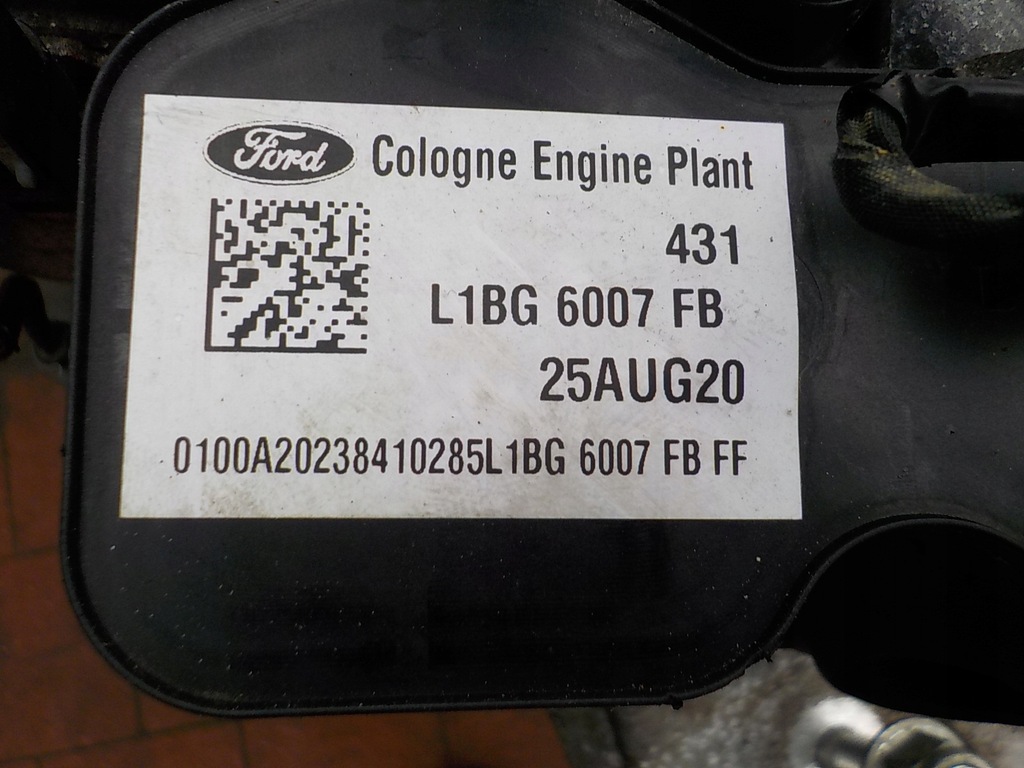 Ford Cologne Engine Plant
431
L1BG 6007 FB
25AUG20
0100A20238410285L1BG 6007 FB FF